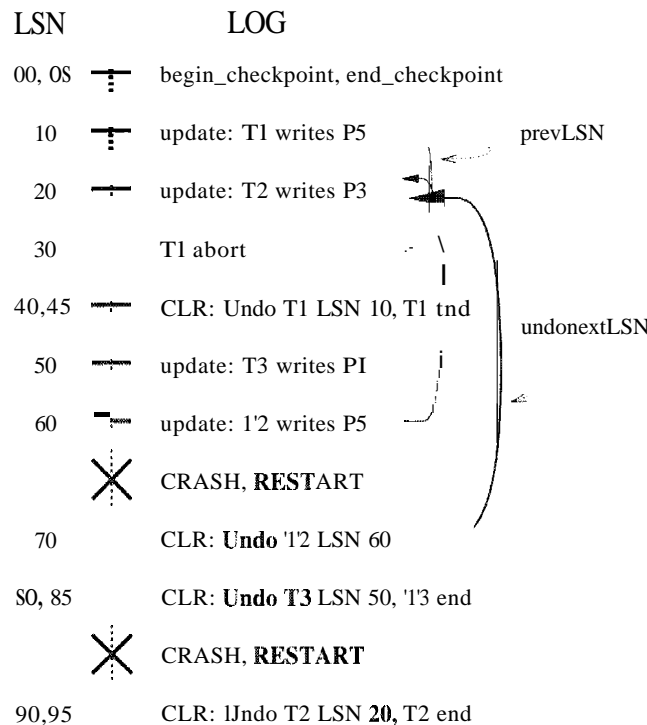 LSN LOG
00, OS begin_checkpoint, end_checkpoint
10 update: T1 writes P5 prevLSN
20 update: T2 writes P3
30 T1 abort
40,45 CLR: Undo T1 LSN 10, T1 tnd
undonextLSN
50 update: T3 writes PI
60 update: 1'2 writes P5
CRASH, RESTART
70 CLR: Undo '1'2 LSN 60
SO, 85 CLR: Undo T3 LSN 50, '1'3 end
CRASH, RESTART
90,95 CLR: 1Jndo T2 LSN 20, T2 end